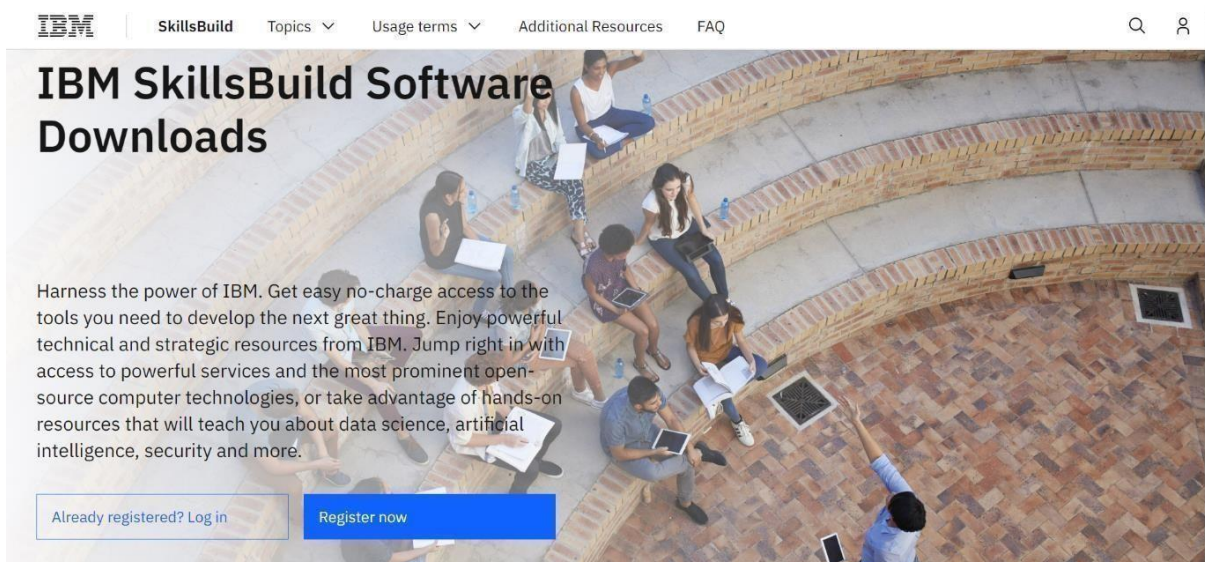 IBM
SkillsBuild
Topics
Usage terms
Additional Resources
FAQ
IBM SkillsBuild Software
Downloads
Harness the power of IBM. Get easy no-charge access to the
tools you need to develop the next great thing. Enjoy powerful
technical and strategic resources from IBM. Jump right in with
access to powerful services and the most prominent open-
source computer technologies, or take advantage of hands-on
resources that will teach you about data science, artificial
intelligence, security and more.
Already registered? Log in
Register now